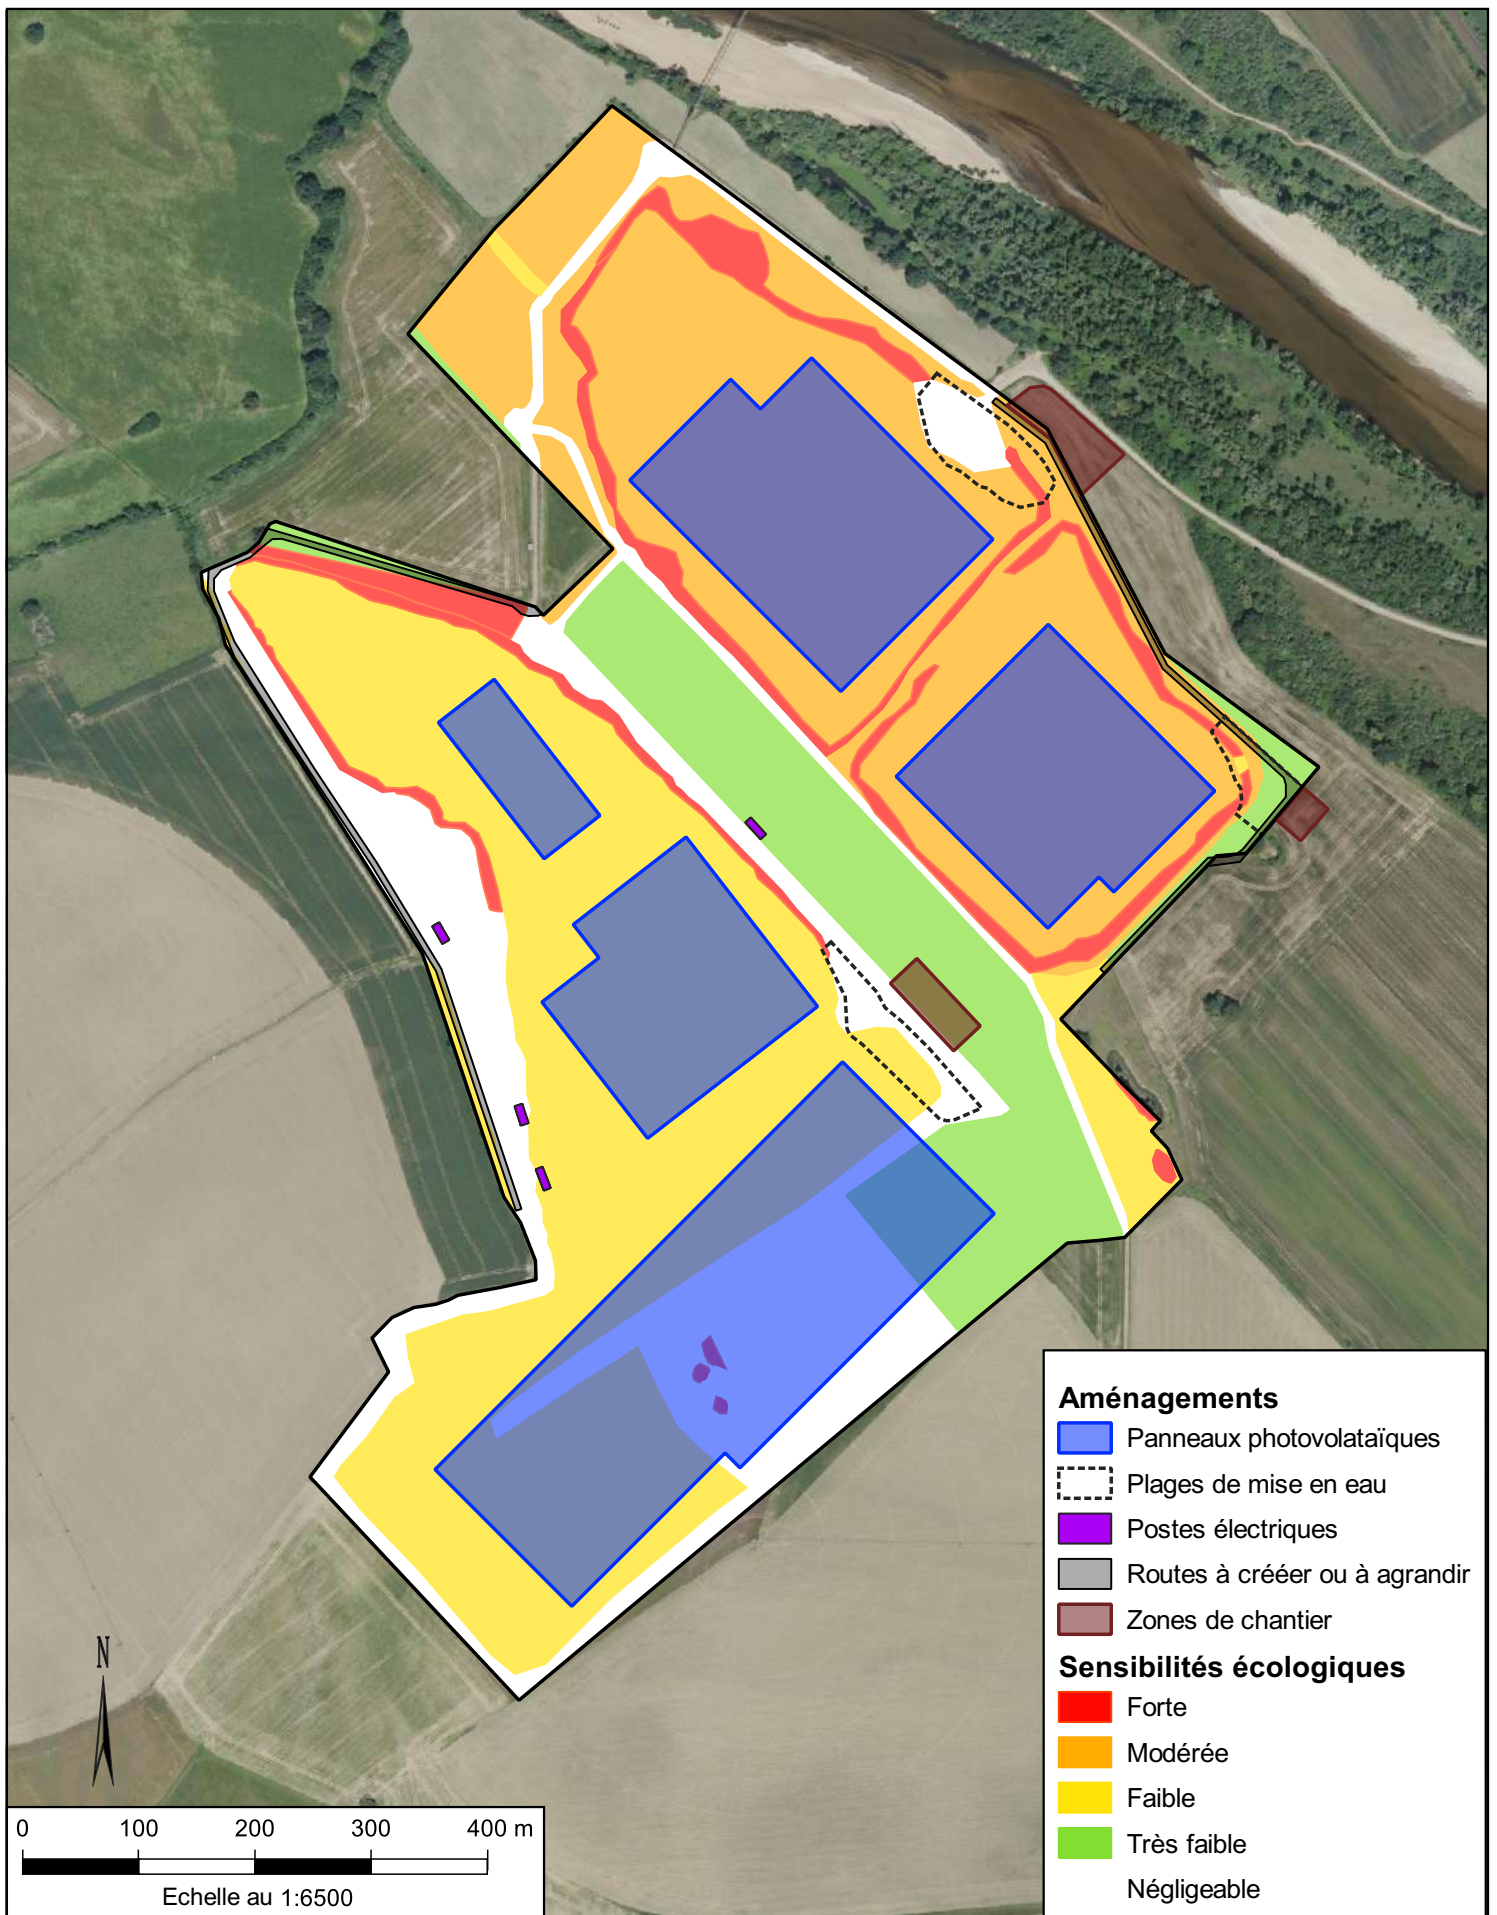 Aménagements
Panneaux photovolataïques
Plages de mise en eau
Postes électriques
Routes à crééer ou à agrandir
Zones de chantier
Sensibilités écologiques
Forte
Modérée
Faible
Très faible
Négligeable
N
0 100 200 300 400 m
Echelle au 1:6500